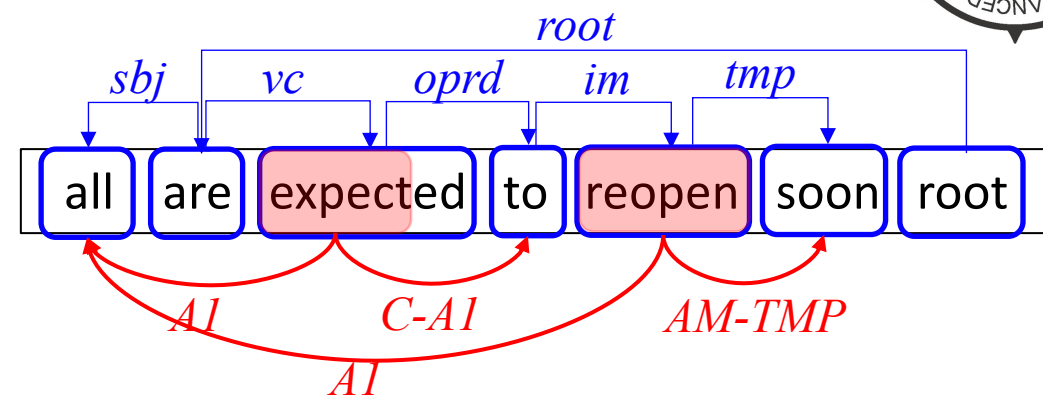 root
sbj vc oprd im tmp
all are expected to reopen soon root
A1 C-A1 AM-TMP
A1